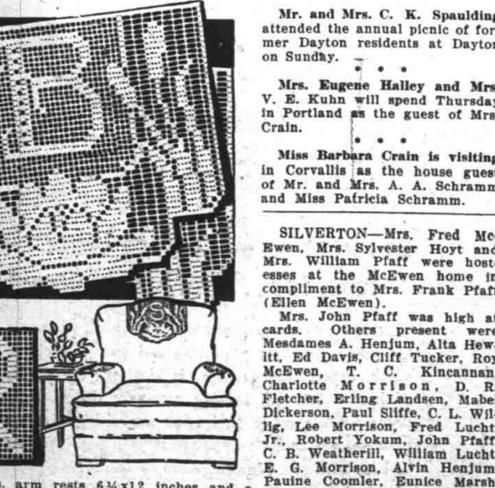 B
S
. arm rests 6¼x12 inches and a
Mr. and Mrs. C. K. Spaulding
attended the annual picnic of for-
mer Dayton residents at Dayton
on Sunday.
* * *
Mrs. Eugene Halley and Mrs.
V. E. Kuhn will spend Thursday
in Portland as the guest of Mrs.
Crain.
* * *
Miss Barbara Crain is visiting
in Corvallis as the house guest
of Mr. and Mrs. A. A. Schramm
and Miss Patricia Schramm.
SILVERTON—Mrs. Fred Mc-
Ewen, Mrs. Sylvester Hoyt and
Mrs. William Pfaff were host-
esses at the McEwen home in
compliment to Mrs. Frank Pfaff
(Ellen McEwen).
Mrs. John Pfaff was high at
cards. Others present were
Mesdames A. Henjum, Alta Hew-
itt, Ed Davis, Cliff Tucker, Roy
McEwen, T. C. Kincannan,
Charlotte Morrison, D. R.
Fletcher, Erling Landsen, Mabel
Dickerson, Paul Sliffe, C. L. Wil-
lig, Lee Morrison, Fred Lucht
Jr., Robert Yokum, John Pfaff,
C. B. Weatherill, William Lucht,
E. G. Morrison, Alvin Henjum,
Pauine Coomler, Eunice Marsh,